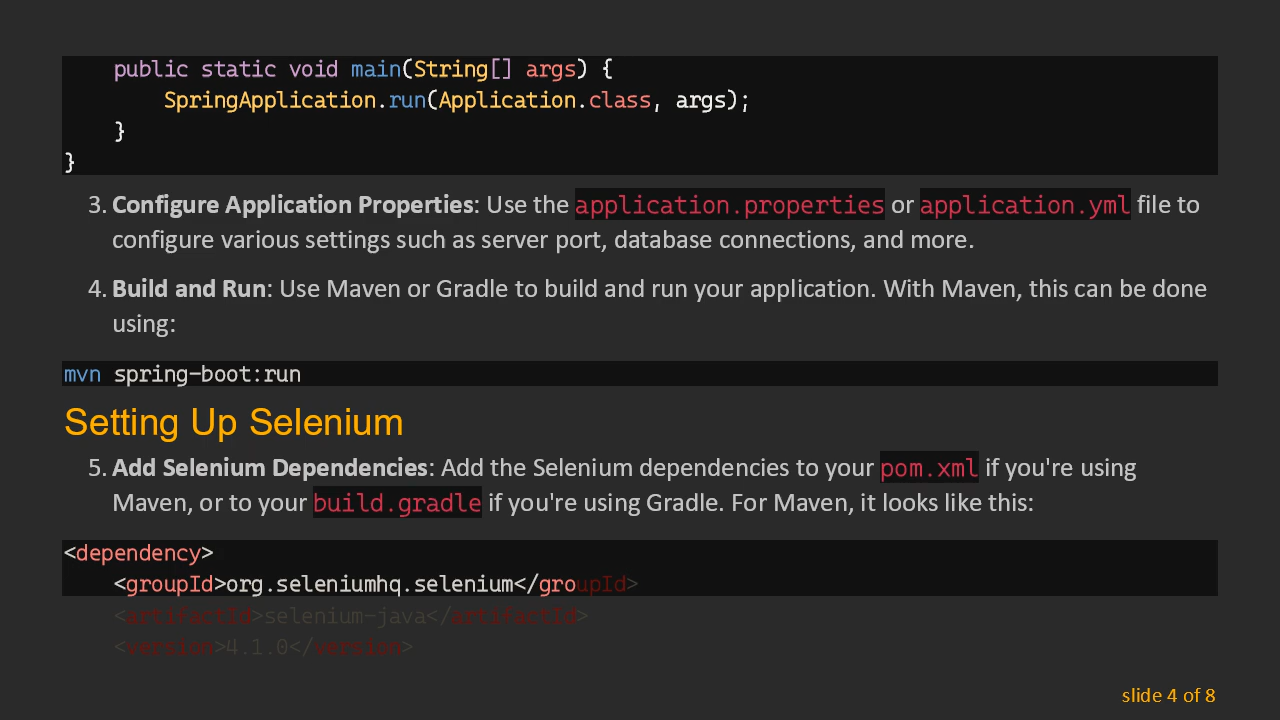 public static void main(String[] args) {
        SpringApplication.run(Application.class, args);
    }
}
3. Configure Application Properties: Use the application.properties or application.yml file to
configure various settings such as server port, database connections, and more.
4. Build and Run: Use Maven or Gradle to build and run your application. With Maven, this can be done
using:
mvn spring-boot:run
Setting Up Selenium
5. Add Selenium Dependencies: Add the Selenium dependencies to your pom.xml if you're using
Maven, or to your build.gradle if you're using Gradle. For Maven, it looks like this:
<dependency>
    <groupId>org.seleniumhq.selenium</groupId>
    <artifactId>selenium-java</artifactId>
    <version>4.1.0</version>
slide 4 of 8